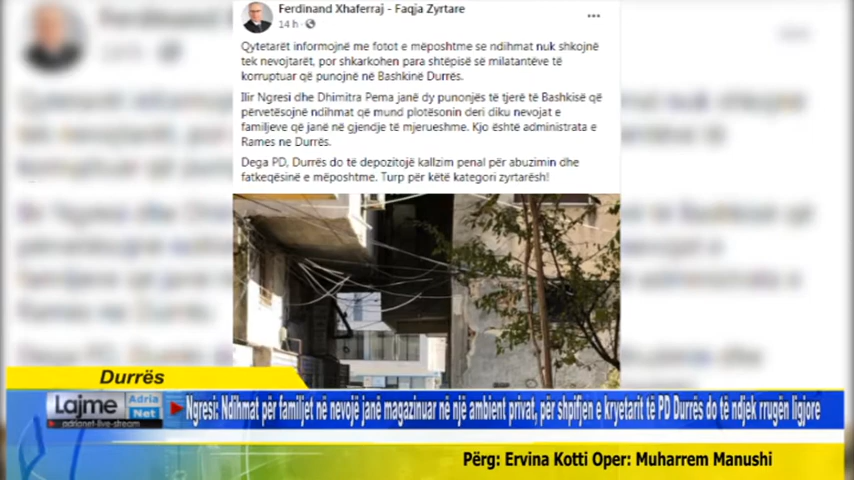 Ferdinand Xhaferraj - Faqja Zyrtare
14 h ·
Qytetarët informojnë me fotot e mëposhtme se ndihmat nuk shkojnë
tek nevojtarët, por shkarkohen para shtëpisë së milatantëve të
korruptuar që punojnë në Bashkinë Durrës.
Ilir Ngresi dhe Dhimitra Pema janë dy punonjës të tjerë të Bashkisë që
përvetësojnë ndihmat që mund plotësonin deri diku nevojat e
familjeve që janë në gjendje të mjerueshme. Kjo është administrata e
Rames ne Durrës.
Dega PD, Durrës do të depozitojë kallzim penal për abuzimin dhe
fatkeqësinë e mëposhtme. Turp për këtë kategori zyrtarësh!
Durrës
Lajme Adria Net
adrianet-live-stream
Ngresi: Ndihmat për familjet në nevojë janë magazinuar në një ambient privat, për shpifjen e kryetarit të PD Durrës do të ndjek rrugën ligjore
Përg: Ervina Kotti Oper: Muharrem Manushi